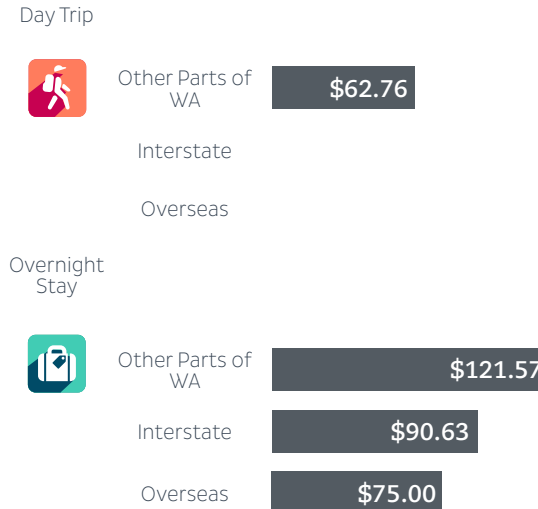 Day Trip
Other Parts of
WA
$62.76
Interstate
Overseas
Overnight
Stay
Other Parts of
WA
$121.57
Interstate
$90.63
Overseas
$75.00